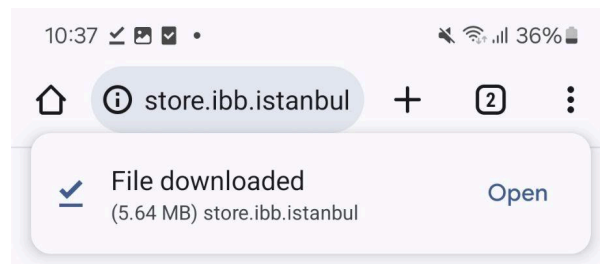 10:37 36%
store.ibb.istanbul 2
File downloaded
Open
(5.64 MB) store.ibb.istanbul